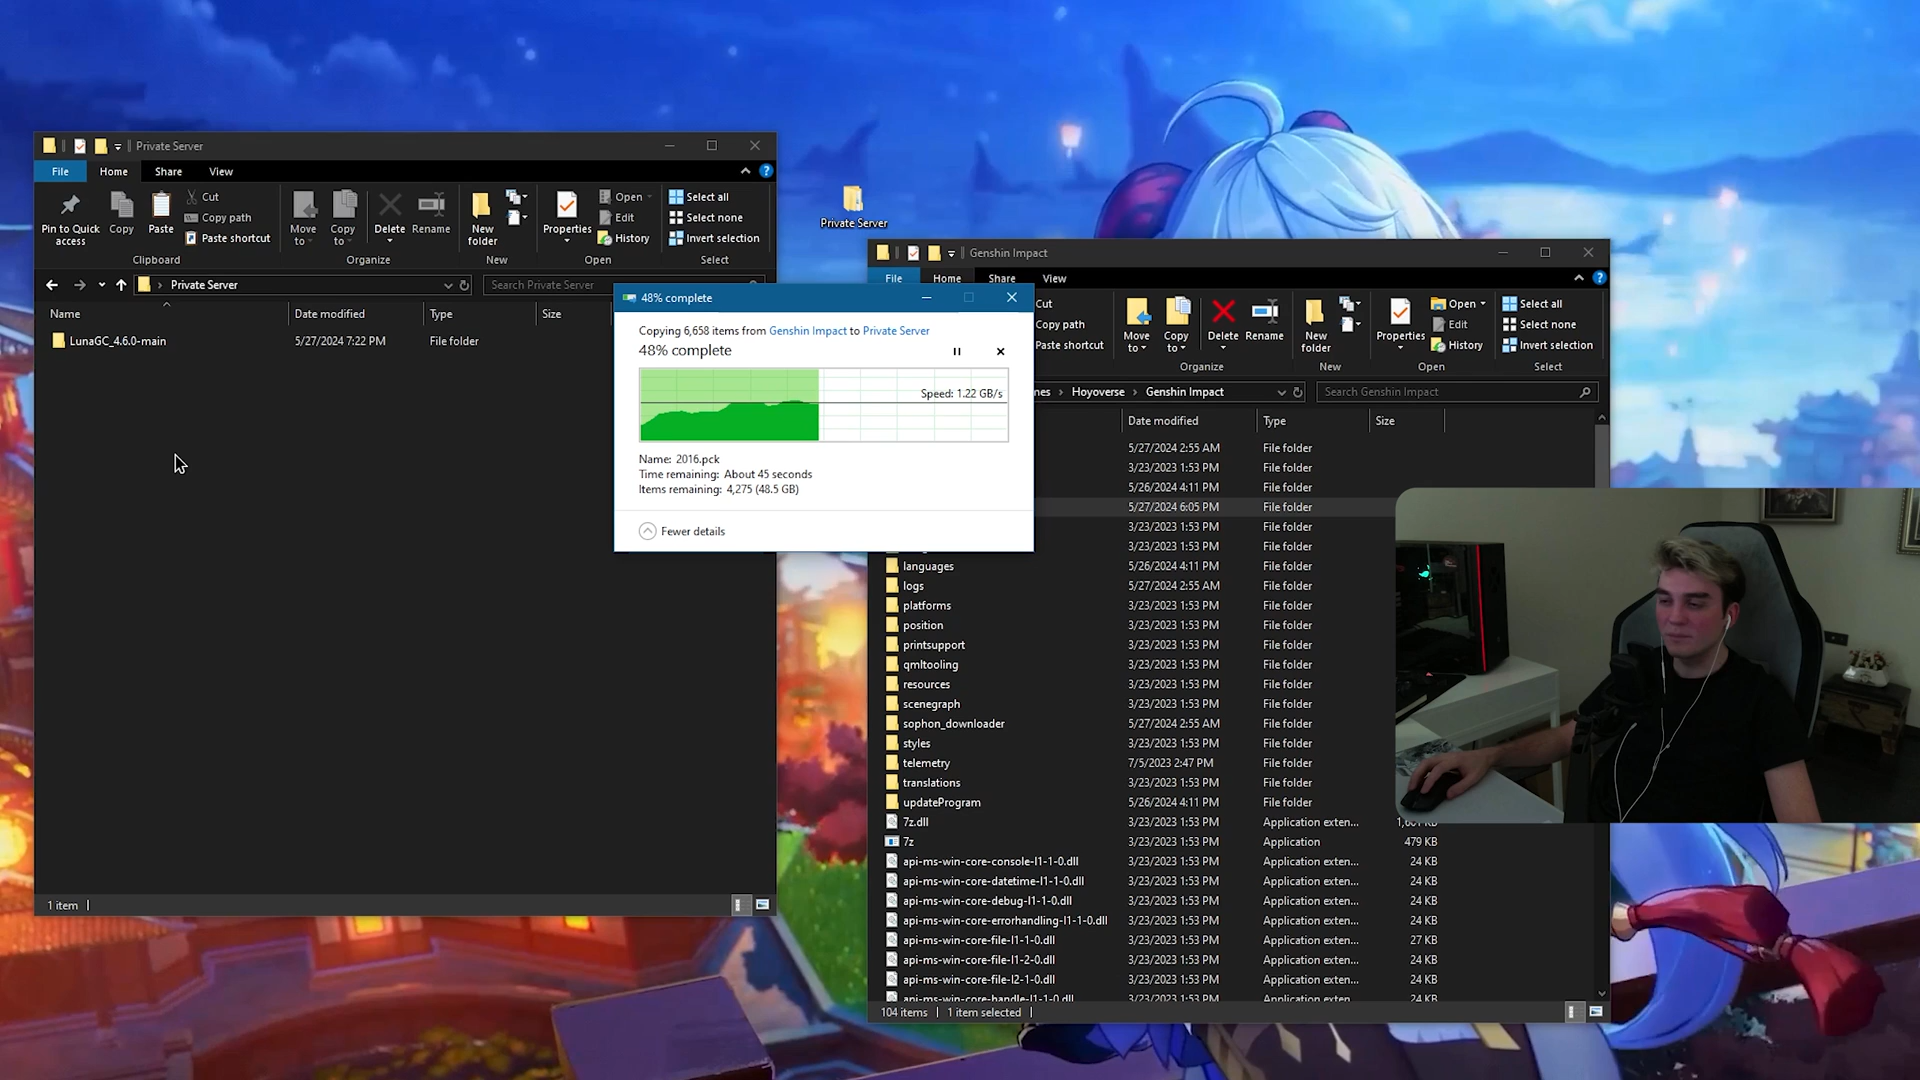 Private Server
File
Home
Share
View
Pin to Quick access
Copy
Paste
Cut
Copy path
Paste shortcut
Clipboard
Move to
Copy to
Delete
Rename
Organize
New folder
New
Properties
Open
Edit
History
Open
Select all
Select none
Invert selection
Select
Private Server
Search Private Server
Name
Date modified
Type
Size
LunaGC_4.6.0-main 5/27/2024 7:22 PM File folder
1 item
Private Server
48% complete
Copying 6,658 items from Genshin Impact to Private Server
48% complete
Speed: 1.22 GB/s
Name: 2016.pck
Time remaining: About 45 seconds
Items remaining: 4,275 (48.5 GB)
Fewer details
Genshin Impact
File
Home
Share
View
Cut
Copy path
Paste shortcut
Move to
Copy to
Delete
Rename
Organize
New folder
New
Properties
Open
Edit
History
Open
Select all
Select none
Invert selection
Select
nes › Hoyoverse › Genshin Impact
Search Genshin Impact
Date modified
Type
Size
5/27/2024 2:55 AM File folder
3/23/2023 1:53 PM File folder
5/26/2024 4:11 PM File folder
5/27/2024 6:05 PM File folder
3/23/2023 1:53 PM File folder
3/23/2023 1:53 PM File folder
languages 5/26/2024 4:11 PM File folder
logs 5/27/2024 2:55 AM File folder
platforms 3/23/2023 1:53 PM File folder
position 3/23/2023 1:53 PM File folder
printsupport 3/23/2023 1:53 PM File folder
qmltooling 3/23/2023 1:53 PM File folder
resources 3/23/2023 1:53 PM File folder
scenegraph 3/23/2023 1:53 PM File folder
sophon_downloader 5/27/2024 2:55 AM File folder
styles 3/23/2023 1:53 PM File folder
telemetry 7/5/2023 2:47 PM File folder
translations 3/23/2023 1:53 PM File folder
updateProgram 5/26/2024 4:11 PM File folder
7z.dll 3/23/2023 1:53 PM Application exten... KB
7z 3/23/2023 1:53 PM Application 479 KB
api-ms-win-core-console-l1-1-0.dll 3/23/2023 1:53 PM Application exten... 24 KB
api-ms-win-core-datetime-l1-1-0.dll 3/23/2023 1:53 PM Application exten... 24 KB
api-ms-win-core-debug-l1-1-0.dll 3/23/2023 1:53 PM Application exten... 24 KB
api-ms-win-core-errorhandling-l1-1-0.dll 3/23/2023 1:53 PM Application exten... 24 KB
api-ms-win-core-file-l1-1-0.dll 3/23/2023 1:53 PM Application exten... 27 KB
api-ms-win-core-file-l1-2-0.dll 3/23/2023 1:53 PM Application exten... 24 KB
api-ms-win-core-file-l2-1-0.dll 3/23/2023 1:53 PM Application exten... 24 KB
api-ms-win-core-handle-l1-1-0.dll 3/23/2023 1:53 PM Application exten... 24 KB
104 items
1 item selected